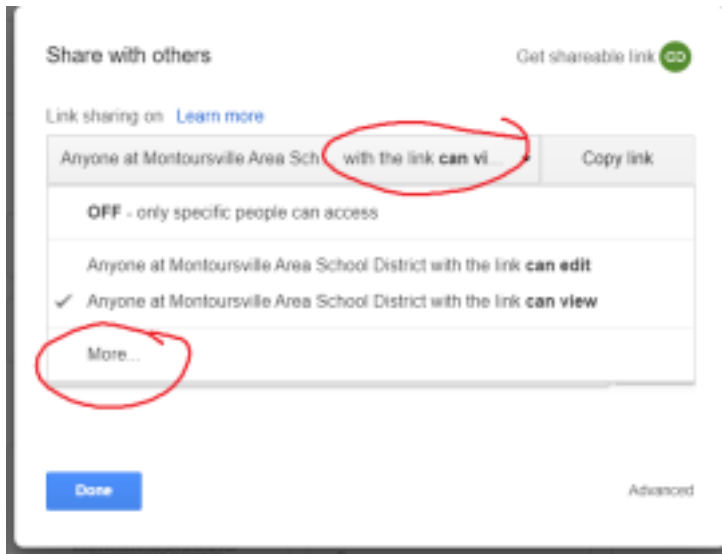 Share with others
Get shareable link
Link sharing on Learn more
Anyone at Montoursville Area Sch with the link can vi...
Copy link
OFF - only specific people can access
Anyone at Montoursville Area School District with the link can edit
Anyone at Montoursville Area School District with the link can view
More...
Done
Advanced